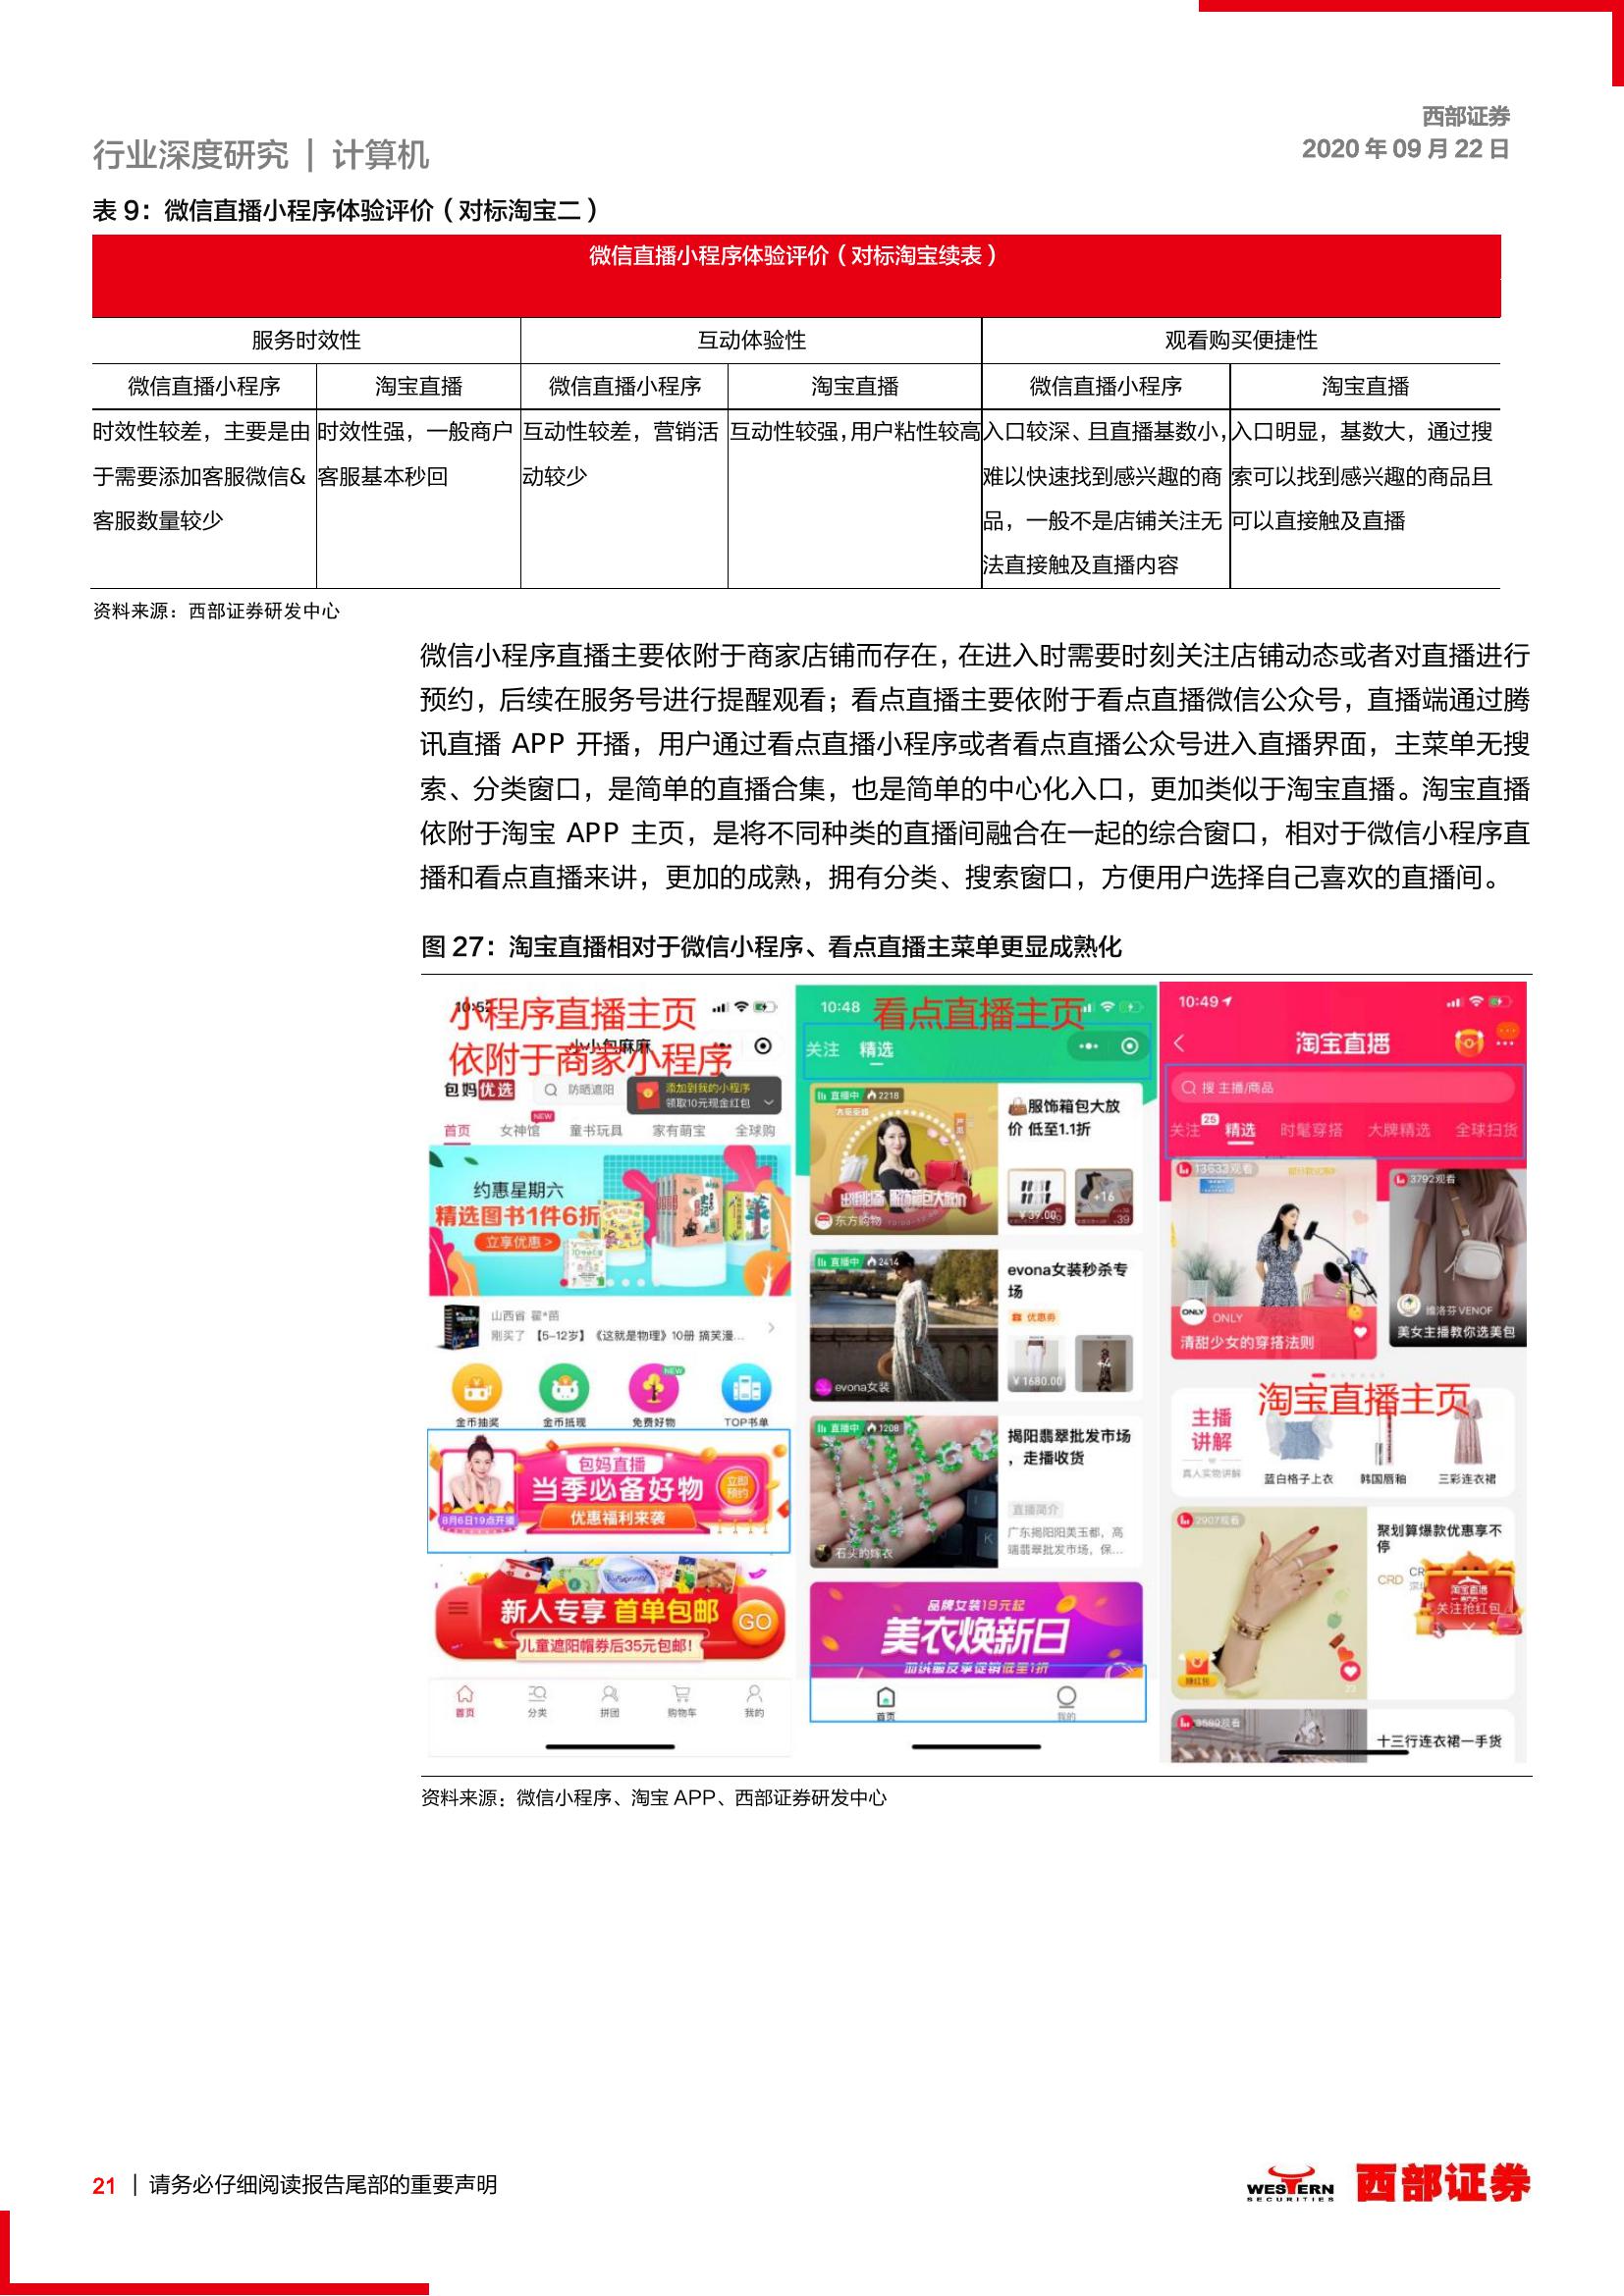 西部证券
行业深度研究 | 计算机
2020 年 09 月 22 日
表 9：微信直播小程序体验评价（对标淘宝二）
微信直播小程序体验评价（对标淘宝续表）
服务时效性 互动体验性 观看购买便捷性
微信直播小程序 淘宝直播 微信直播小程序 淘宝直播 微信直播小程序 淘宝直播
时效性较差，主要是由
于需要添加客服微信&
客服数量较少
时效性强，一般商户
客服基本秒回
互动性较差，营销活
动较少
互动性较强，用户粘性较高
入口较深、且直播基数小，
难以快速找到感兴趣的商
品，一般不是店铺关注无
法直接触及直播内容
入口明显，基数大，通过搜
索可以找到感兴趣的商品且
可以直接触及直播
资料来源：西部证券研发中心
微信小程序直播主要依附于商家店铺而存在，在进入时需要时刻关注店铺动态或者对直播进行
预约，后续在服务号进行提醒观看；看点直播主要依附于看点直播微信公众号，直播端通过腾
讯直播 APP 开播，用户通过看点直播小程序或者看点直播公众号进入直播界面，主菜单无搜
索、分类窗口，是简单的直播合集，也是简单的中心化入口，更加类似于淘宝直播。淘宝直播
依附于淘宝 APP 主页，是将不同种类的直播间融合在一起的综合窗口，相对于微信小程序直
播和看点直播来讲，更加的成熟，拥有分类、搜索窗口，方便用户选择自己喜欢的直播间。
图 27：淘宝直播相对于微信小程序、看点直播主菜单更显成熟化
小程序直播主页
依附于商家小程序
包妈优选
防晒遮阳
添加到我的小程序
领取10元现金红包
NEW
首页 女神馆 童书玩具 家有萌宝 全球购
约惠星期六
精选图书1件6折
立享优惠 >
山西省 翟*苗
刚买了 【5-12岁】《这就是物理》10册 搞笑漫...
NEW
金币抽奖 金币抵现 免费好物 TOP书单
包妈直播
当季必备好物
立即
预约
8月6日19点开播
优惠福利来袭
新人专享 首单包邮
GO
儿童遮阳帽券后35元包邮!
首页 分类 拼团 购物车 我的
10:48
看点直播主页
关注 精选
直播中 2218
服饰箱包大放
价 低至1.1折
¥39.00
+16
东方购物
直播中 2414
evona女装秒杀专
场
优惠券
¥1680.00
evona女装
直播中 1208
揭阳翡翠批发市场
，走播收货
直播简介
广东揭阳阳美玉都，高
端翡翠批发市场，保...
石头的嫁衣
品牌女装19元起
美衣焕新日
羽绒服反季促销低至1折
首页 我的
10:49
淘宝直播
搜 主播/商品
关注 25 精选 时髦穿搭 大牌精选 全球扫货
13633观看
ONLY
ONLY
清甜少女的穿搭法则
3792观看
维洛芬VENOF
美女主播教你选美包
淘宝直播主页
主播
讲解
真人实物讲解
蓝白格子上衣 韩国唇釉 三彩连衣裙
2907观看
聚划算爆款优惠享不
停
CRD
淘宝直播
关注抢红包
赚红包
3689观看
十三行连衣裙一手货
资料来源：微信小程序、淘宝 APP、西部证券研发中心
21 | 请务必仔细阅读报告尾部的重要声明
WESTERN
SECURITIES
西部证券